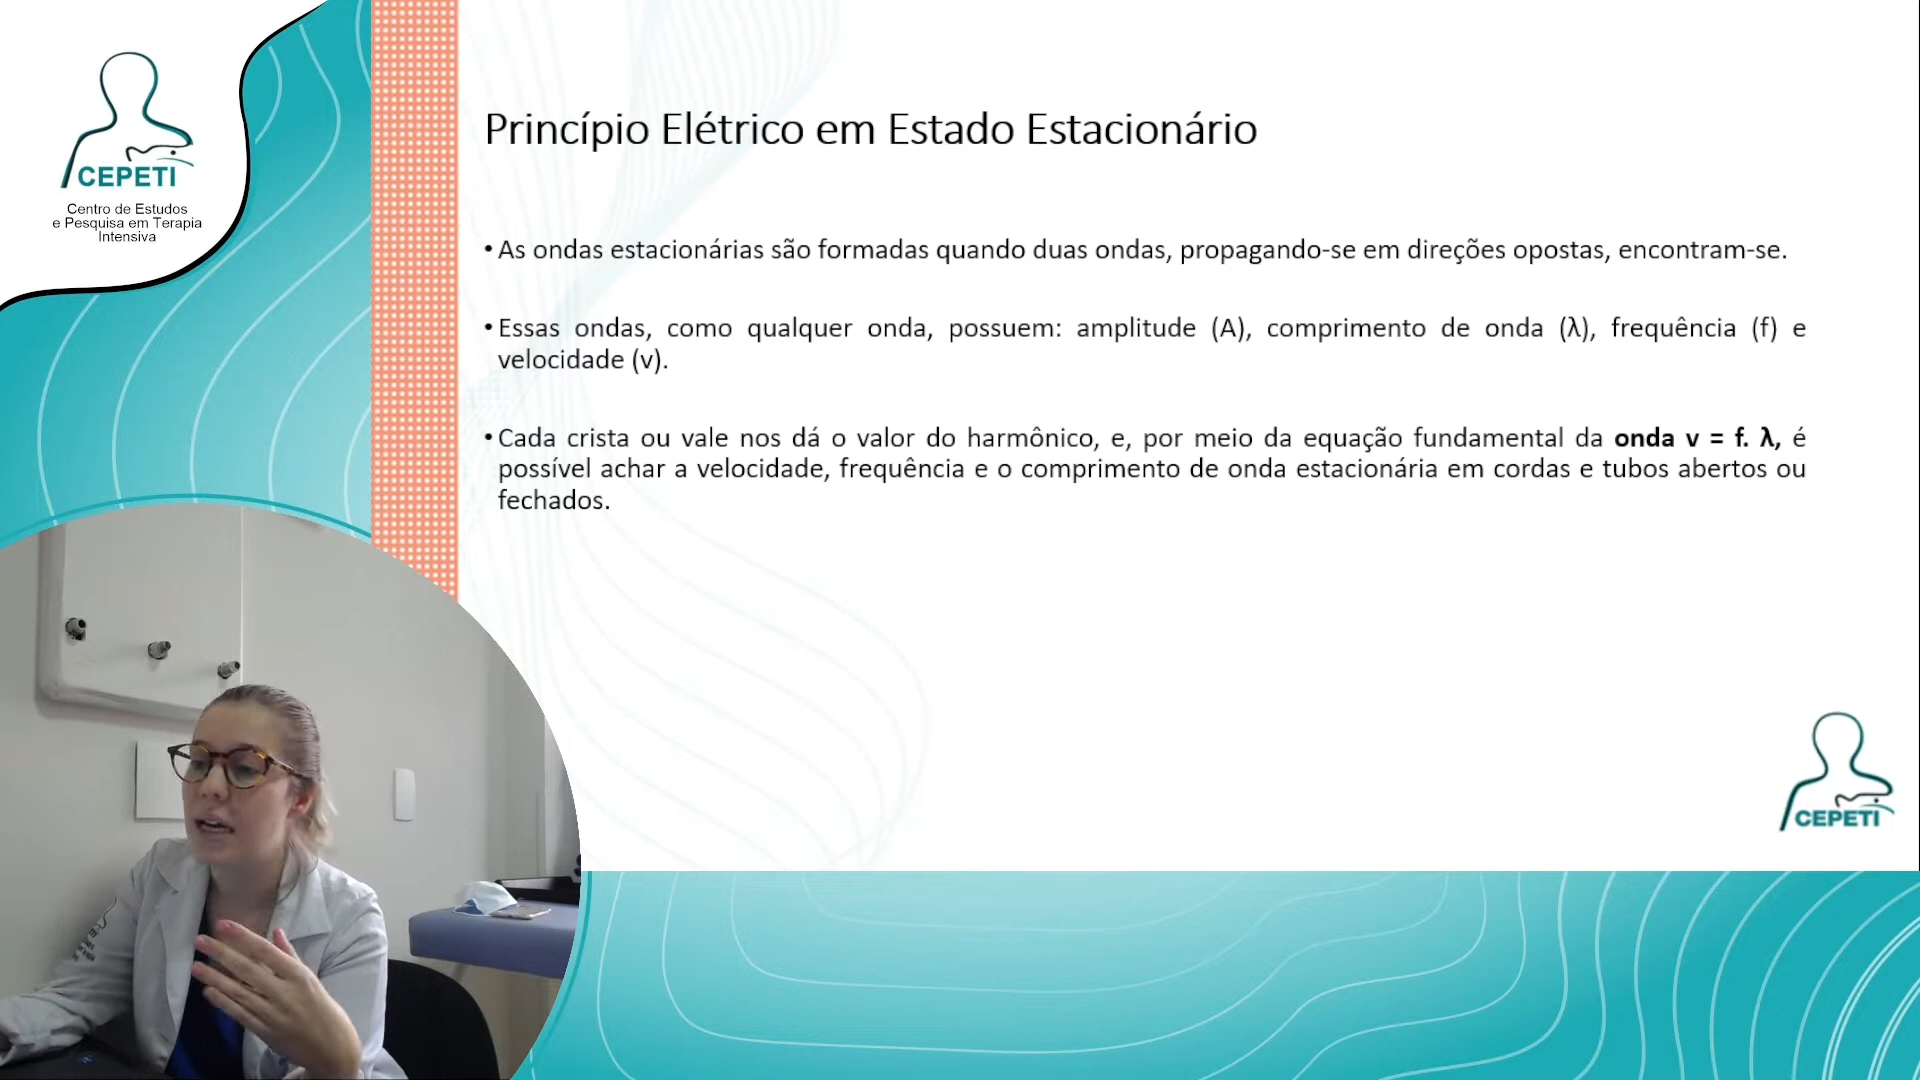 CEPETI
Centro de Estudos
e Pesquisa em Terapia
Intensiva
Princípio Elétrico em Estado Estacionário
• As ondas estacionárias são formadas quando duas ondas, propagando-se em direções opostas, encontram-se.
• Essas ondas, como qualquer onda, possuem: amplitude (A), comprimento de onda (λ), frequência (f) e
velocidade (v).
• Cada crista ou vale nos dá o valor do harmônico, e, por meio da equação fundamental da onda v = f. λ, é
possível achar a velocidade, frequência e o comprimento de onda estacionária em cordas e tubos abertos ou
fechados.
CEPETI